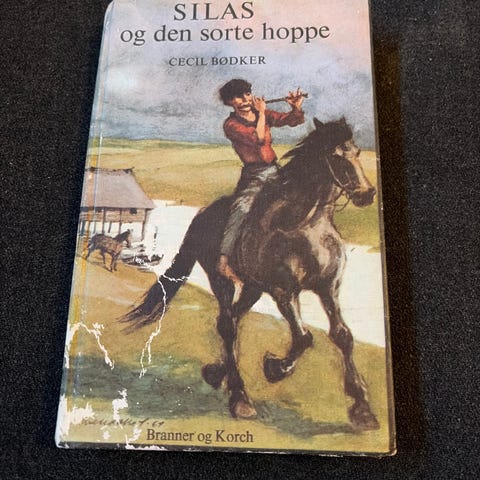 SILAS
og den sorte hoppe
CECIL BØDKER
Branner og Korch